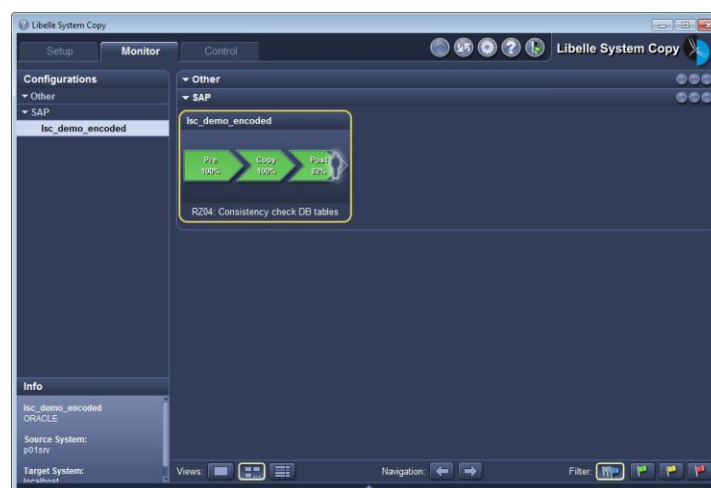 Libelle System Copy
Setup Monitor Control Libelle System Copy
Configurations
Other
SAP
lsc_demo_encoded
Other
SAP
lsc_demo_encoded
Pre 100%
Copy 100%
Post 82%
RZ04: Consistency check DB tables
Info
lsc_demo_encoded
ORACLE
Source System:
p01srv
Target System:
localhost
Views:
Navigation:
Filter: